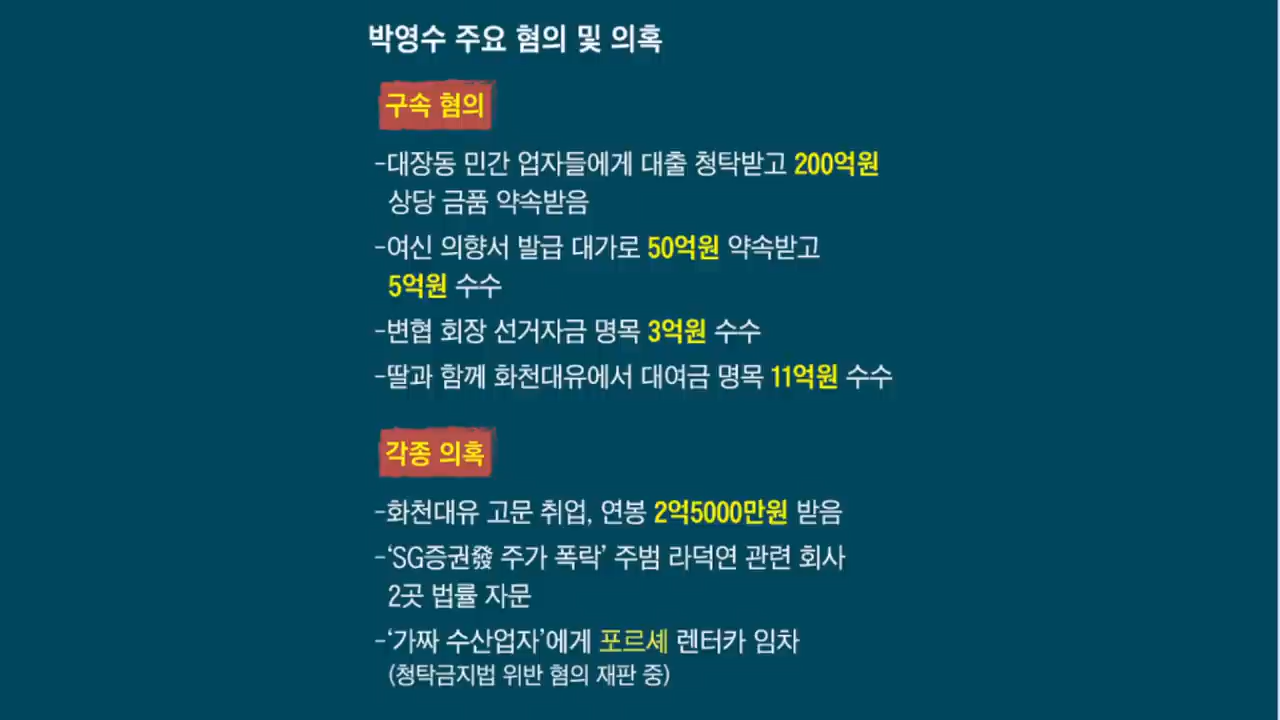 박영수 주요 혐의 및 의혹
구속 혐의
-대장동 민간 업자들에게 대출 청탁받고 200억원
상당 금품 약속받음
-여신 의향서 발급 대가로 50억원 약속받고
5억원 수수
-변협 회장 선거자금 명목 3억원 수수
-딸과 함께 화천대유에서 대여금 명목 11억원 수수
각종 의혹
-화천대유 고문 취업, 연봉 2억5000만원 받음
-‘SG증권發 주가 폭락’ 주범 라덕연 관련 회사
2곳 법률 자문
-‘가짜 수산업자’에게 포르셰 렌터카 임차
(청탁금지법 위반 혐의 재판 중)